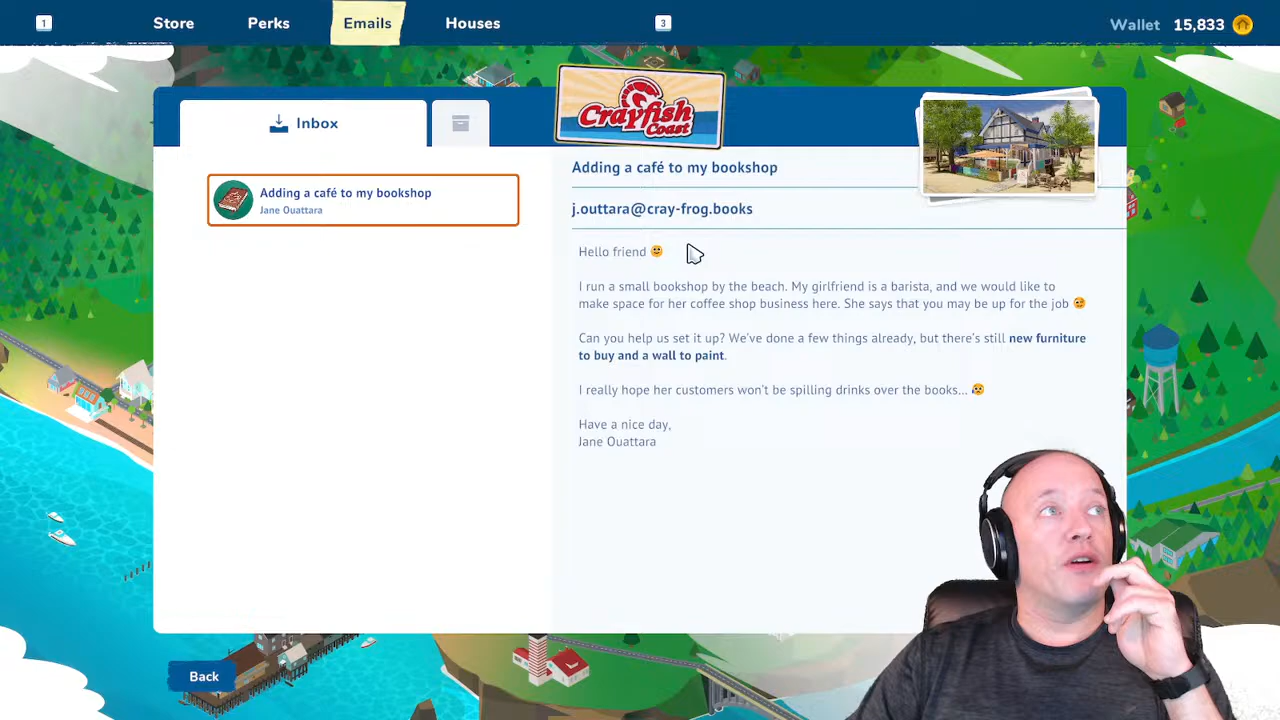 1
Store
Perks
Emails
Houses
3
Wallet 15,833
Inbox
Crayfish
Coast
Adding a café to my bookshop
Jane Ouattara
Adding a café to my bookshop
j.outtara@cray-frog.books
Hello friend
I run a small bookshop by the beach. My girlfriend is a barista, and we would like to
make space for her coffee shop business here. She says that you may be up for the job
Can you help us set it up? We've done a few things already, but there's still new furniture
to buy and a wall to paint.
I really hope her customers won't be spilling drinks over the books...
Have a nice day,
Jane Ouattara
Back